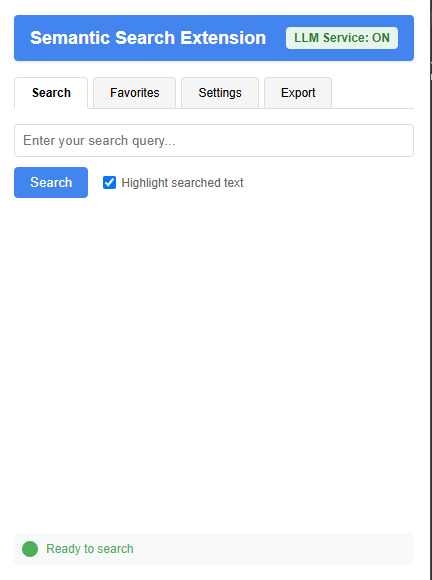 Semantic Search Extension
LLM Service: ON
Search
Favorites
Settings
Export
Enter your search query...
Search
Highlight searched text
Ready to search